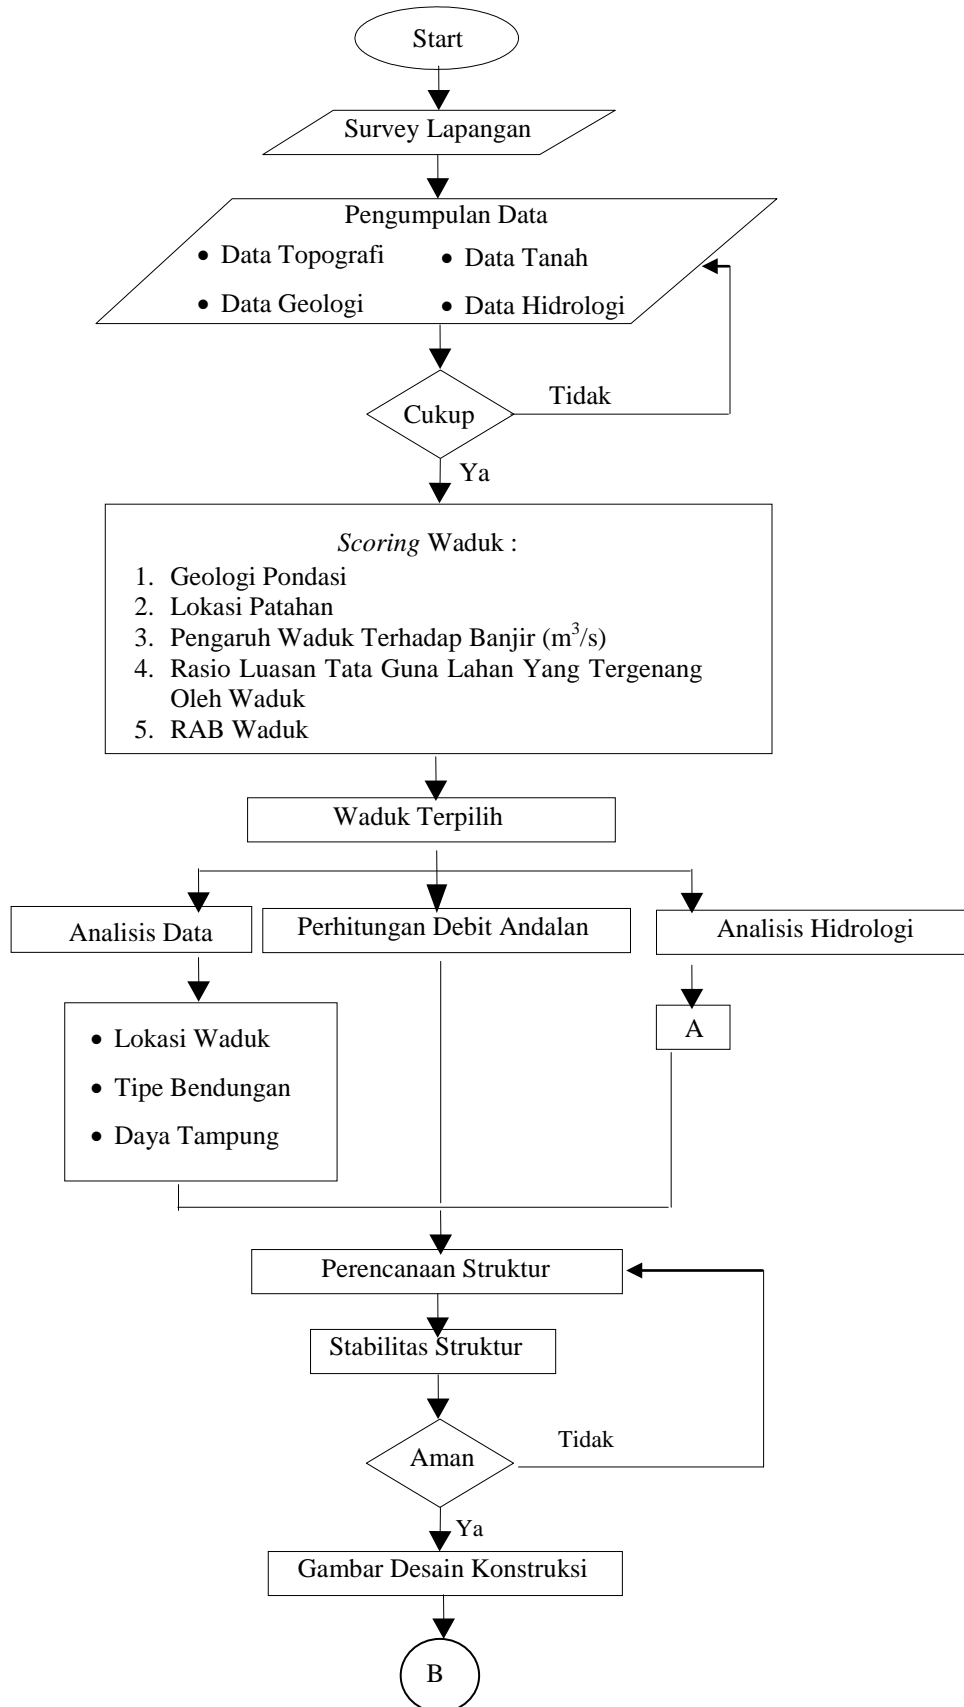 Start
Survey Lapangan
Pengumpulan Data
• Data Topografi
• Data Tanah
• Data Geologi
• Data Hidrologi
Cukup
Tidak
Ya
Scoring Waduk :
1. Geologi Pondasi
2. Lokasi Patahan
3. Pengaruh Waduk Terhadap Banjir (m³/s)
4. Rasio Luasan Tata Guna Lahan Yang Tergenang
Oleh Waduk
5. RAB Waduk
Waduk Terpilih
Analisis Data
Perhitungan Debit Andalan
Analisis Hidrologi
• Lokasi Waduk
• Tipe Bendungan
• Daya Tampung
A
Perencanaan Struktur
Stabilitas Struktur
Aman
Tidak
Ya
Gambar Desain Konstruksi
B